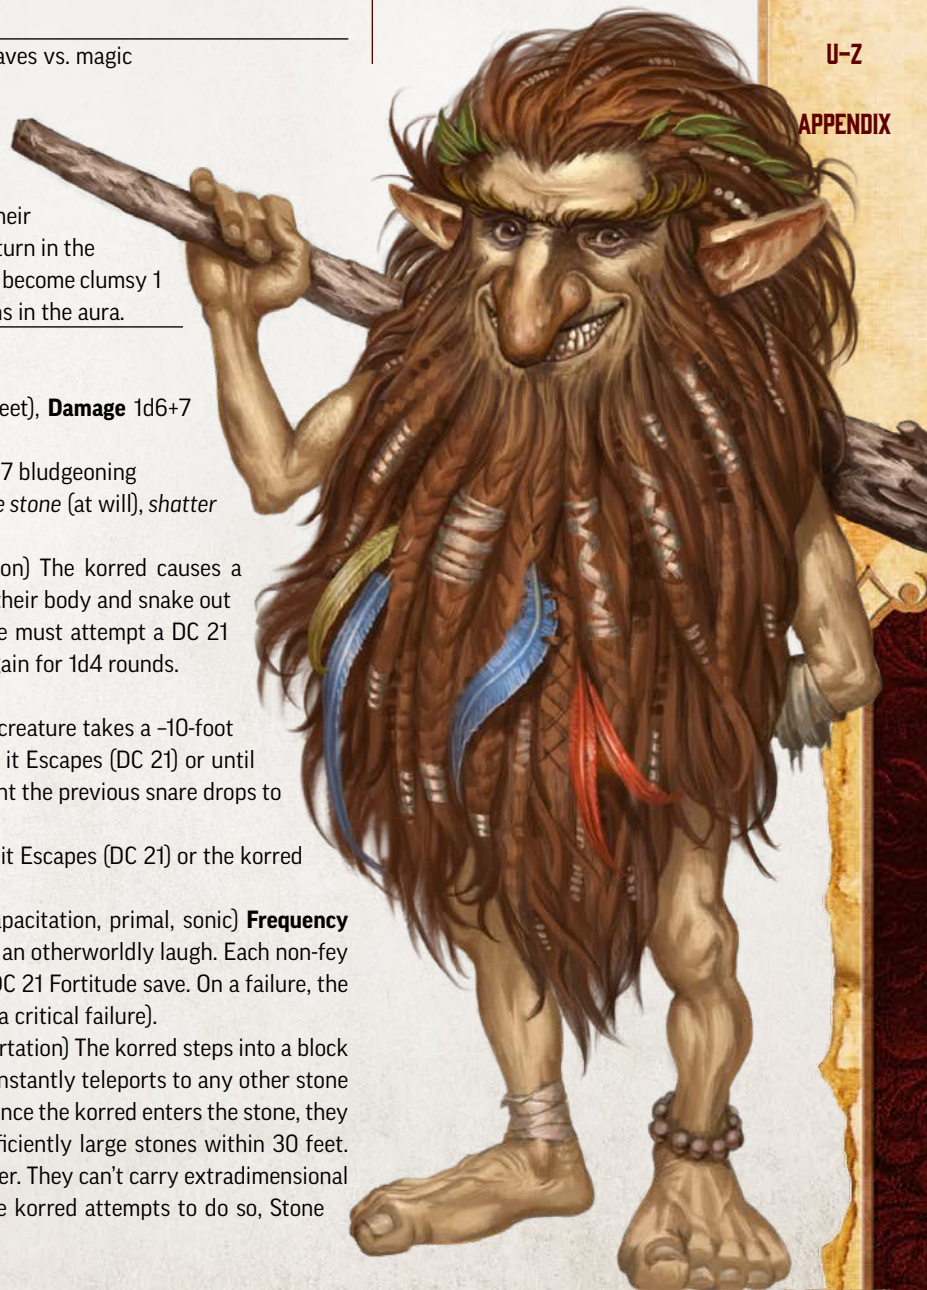 aves vs. magic
U–Z
APPENDIX
heir
turn in the
become clumsy 1
s in the aura.
eet), Damage 1d6+7
7 bludgeoning
e stone (at will), shatter
on) The korred causes a
their body and snake out
e must attempt a DC 21
gain for 1d4 rounds.
creature takes a –10-foot
it Escapes (DC 21) or until
nt the previous snare drops to
it Escapes (DC 21) or the korred
apacitation, primal, sonic) Frequency
an otherworldly laugh. Each non-fey
DC 21 Fortitude save. On a failure, the
a critical failure).
rtation) The korred steps into a block
nstantly teleports to any other stone
nce the korred enters the stone, they
ficiently large stones within 30 feet.
er. They can't carry extradimensional
e korred attempts to do so, Stone